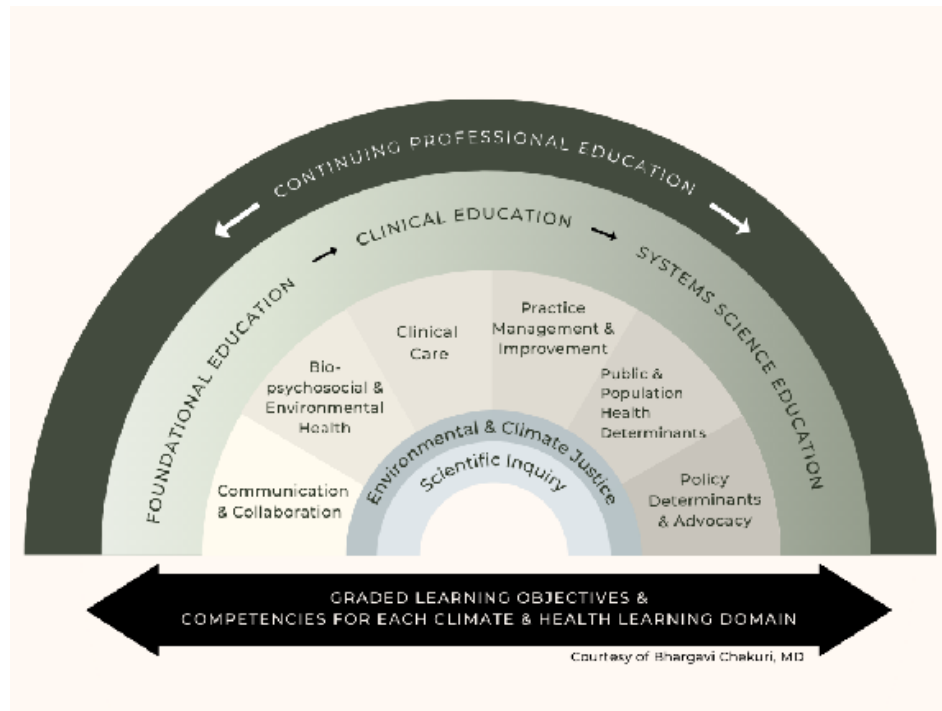 CONTINUING PROFESSIONAL EDUCATION
FOUNDATIONAL EDUCATION
CLINICAL EDUCATION
SYSTEMS SCIENCE EDUCATION
Communication
& Collaboration
Bio-
psychosocial &
Environmental
Health
Clinical
Care
Practice
Management &
Improvement
Public &
Population
Health
Determinants
Policy
Determinants
& Advocacy
Environmental & Climate Justice
Scientific Inquiry
GRADED LEARNING OBJECTIVES &
COMPETENCIES FOR EACH CLIMATE & HEALTH LEARNING DOMAIN
Courtesy of Bhargavi Chekuri, MD